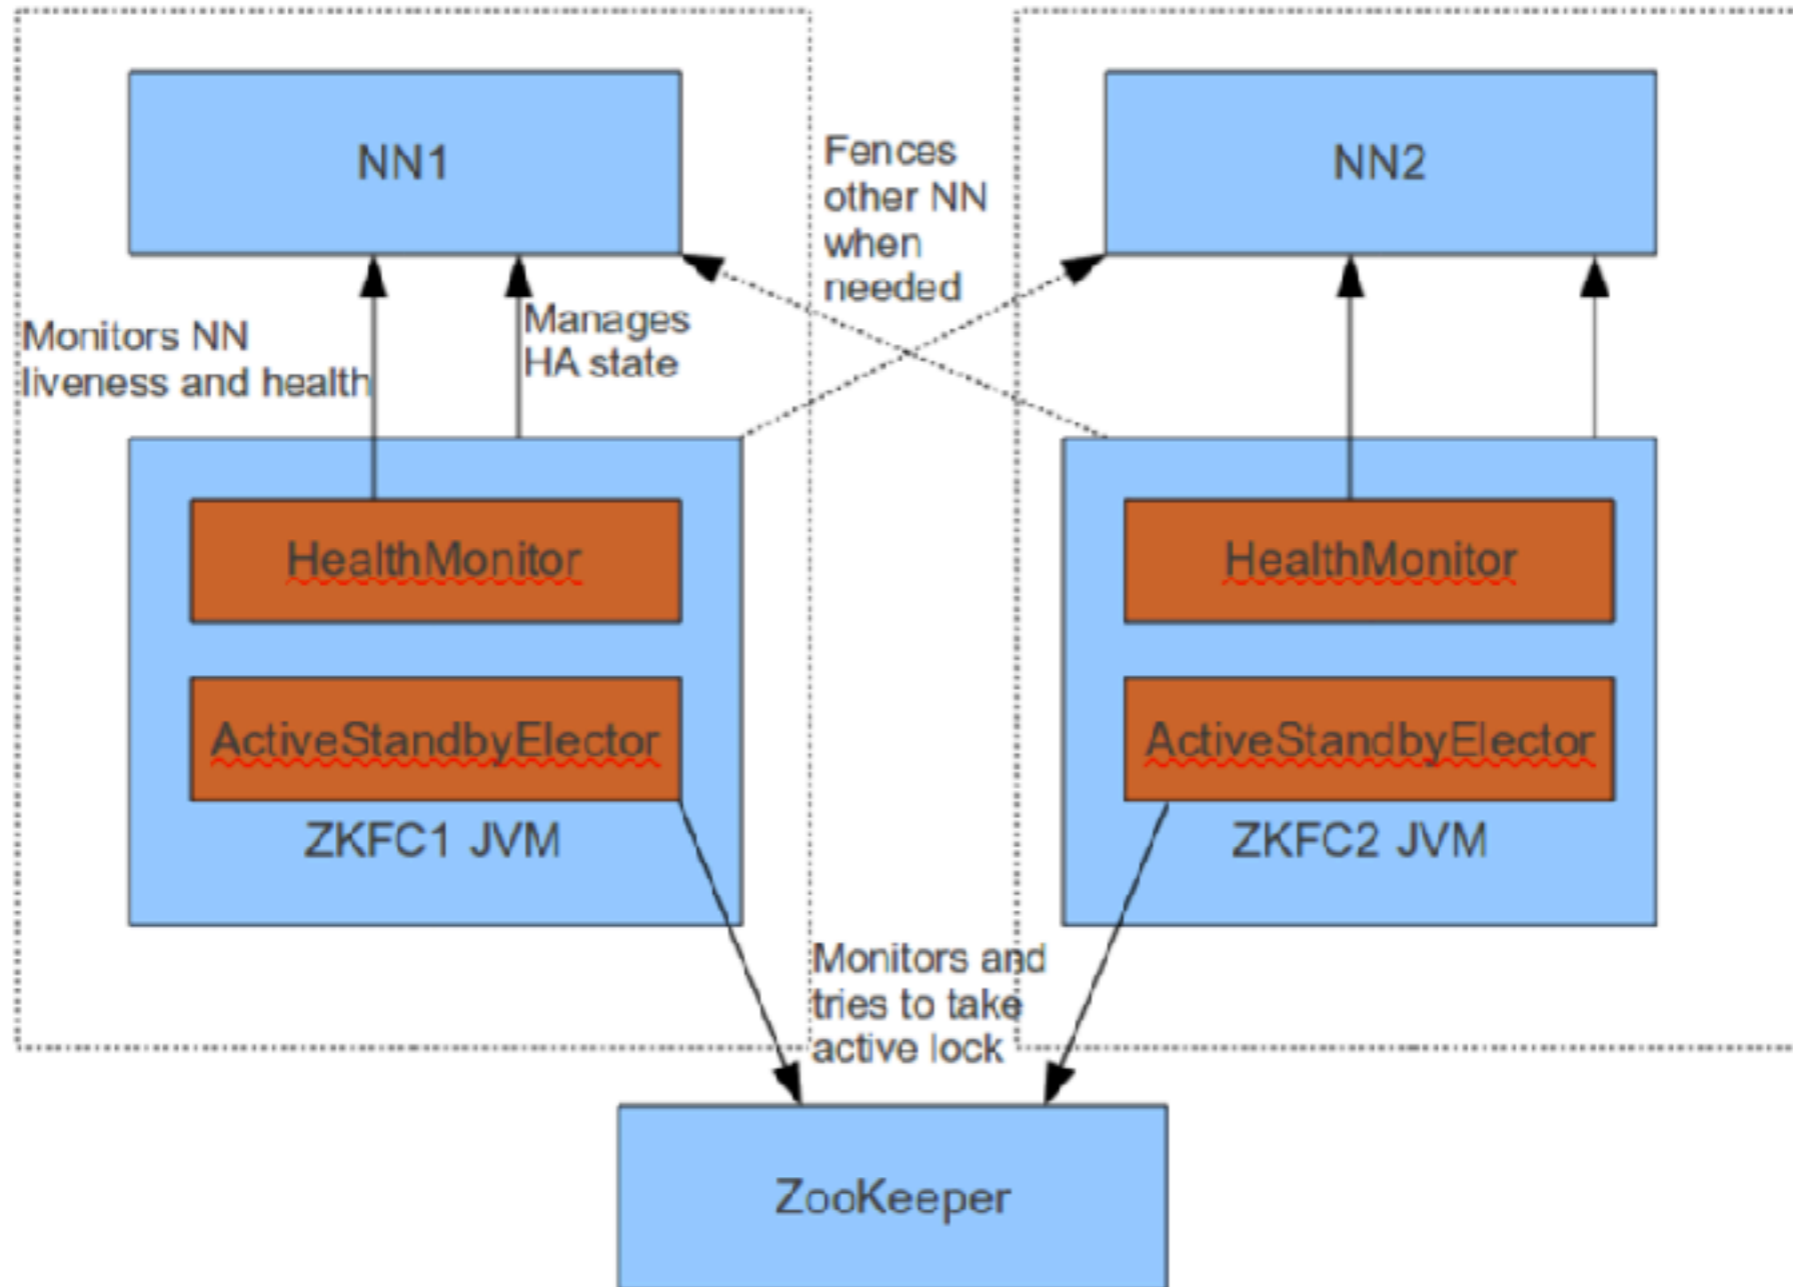 NN1
NN2
Fences
other NN
when
needed
Monitors NN
liveness and health
Manages
HA state
HealthMonitor
HealthMonitor
ActiveStandbyElector
ActiveStandbyElector
ZKFC1 JVM
ZKFC2 JVM
Monitors and
tries to take
active lock
ZooKeeper